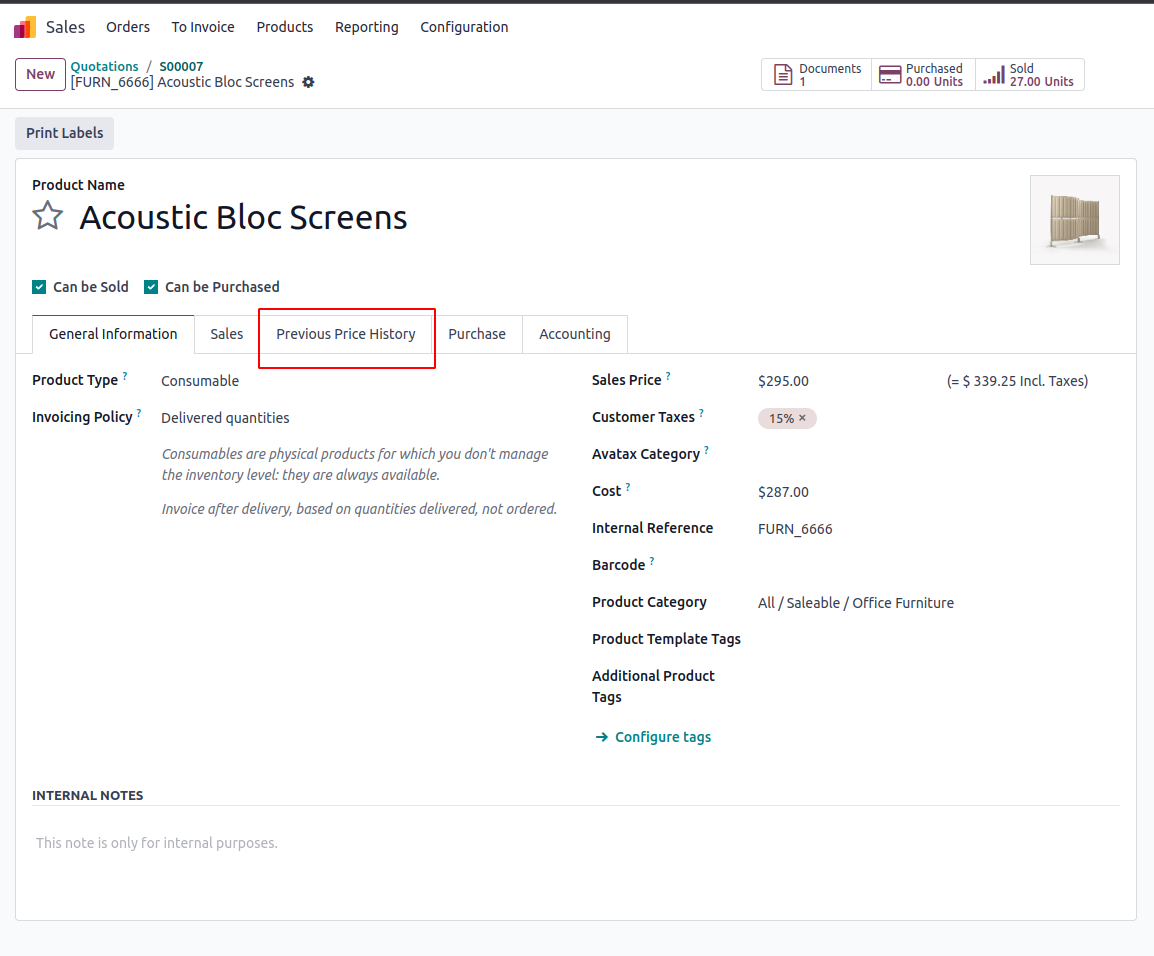 Sales Orders To Invoice Products Reporting Configuration
New
Quotations / S00007
[FURN_6666] Acoustic Bloc Screens
Documents
1
Purchased
0.00 Units
Sold
27.00 Units
Print Labels
Product Name
Acoustic Bloc Screens
Can be Sold Can be Purchased
General Information Sales Previous Price History Purchase Accounting
Product Type ? Consumable
Invoicing Policy ? Delivered quantities
Consumables are physical products for which you don't manage
the inventory level: they are always available.
Invoice after delivery, based on quantities delivered, not ordered.
Sales Price ? $295.00 (= $ 339.25 Incl. Taxes)
Customer Taxes ? 15% ×
Avatax Category ?
Cost ? $287.00
Internal Reference FURN_6666
Barcode ?
Product Category All / Saleable / Office Furniture
Product Template Tags
Additional Product
Tags
→ Configure tags
INTERNAL NOTES
This note is only for internal purposes.